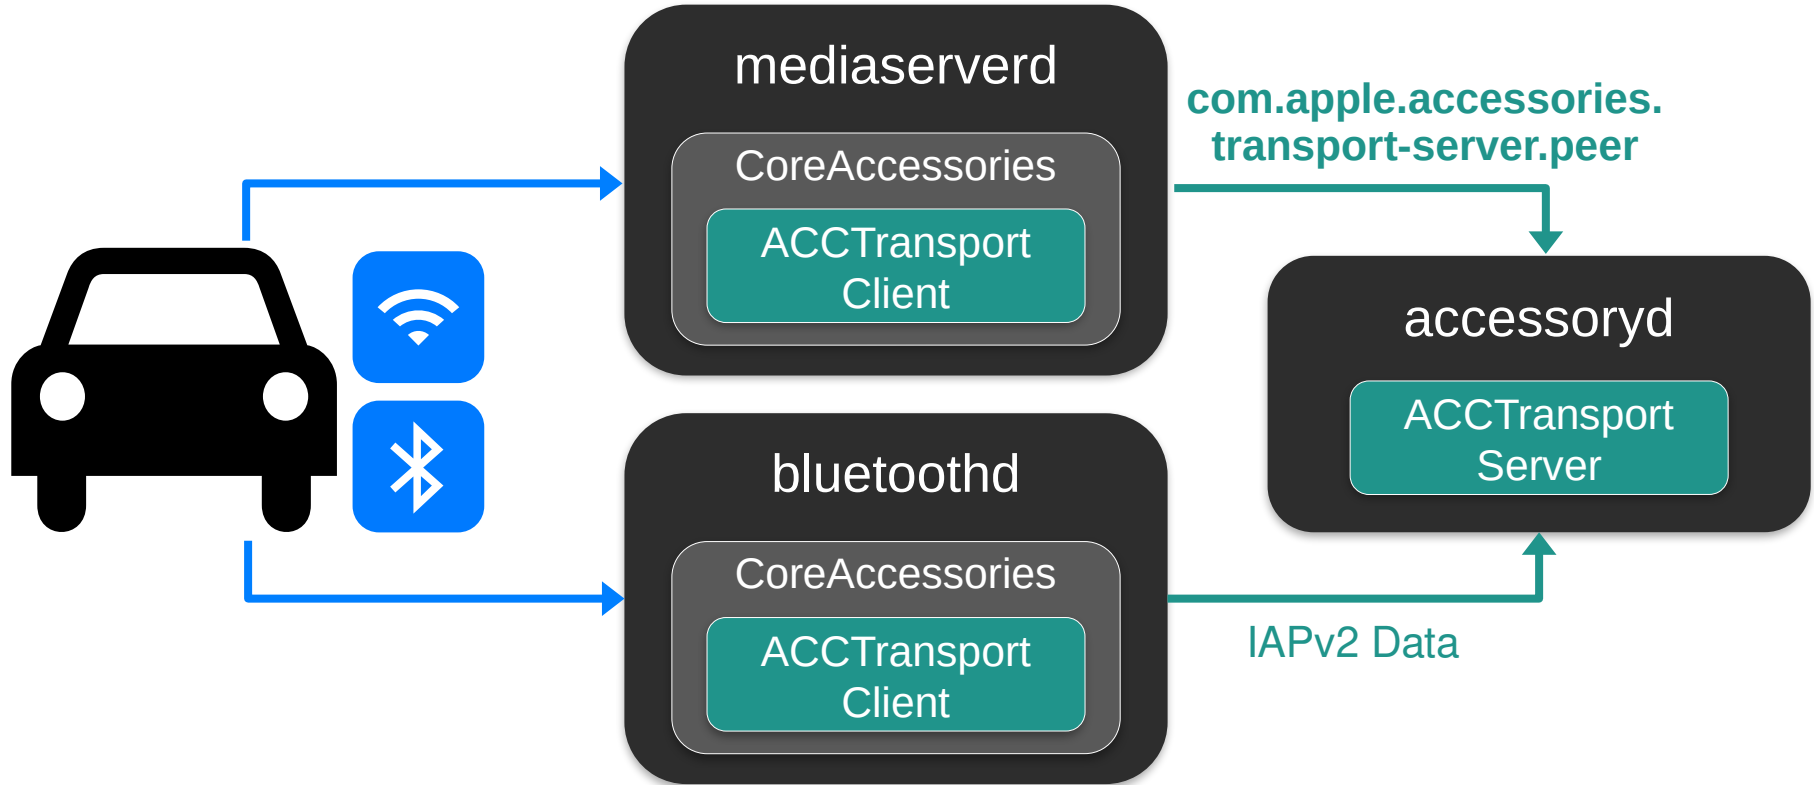 mediaserverd
CoreAccessories
ACCTransport
Client
com.apple.accessories.
transport-server.peer
accessoryd
ACCTransport
Server
bluetoothd
CoreAccessories
ACCTransport
Client
IAPv2 Data